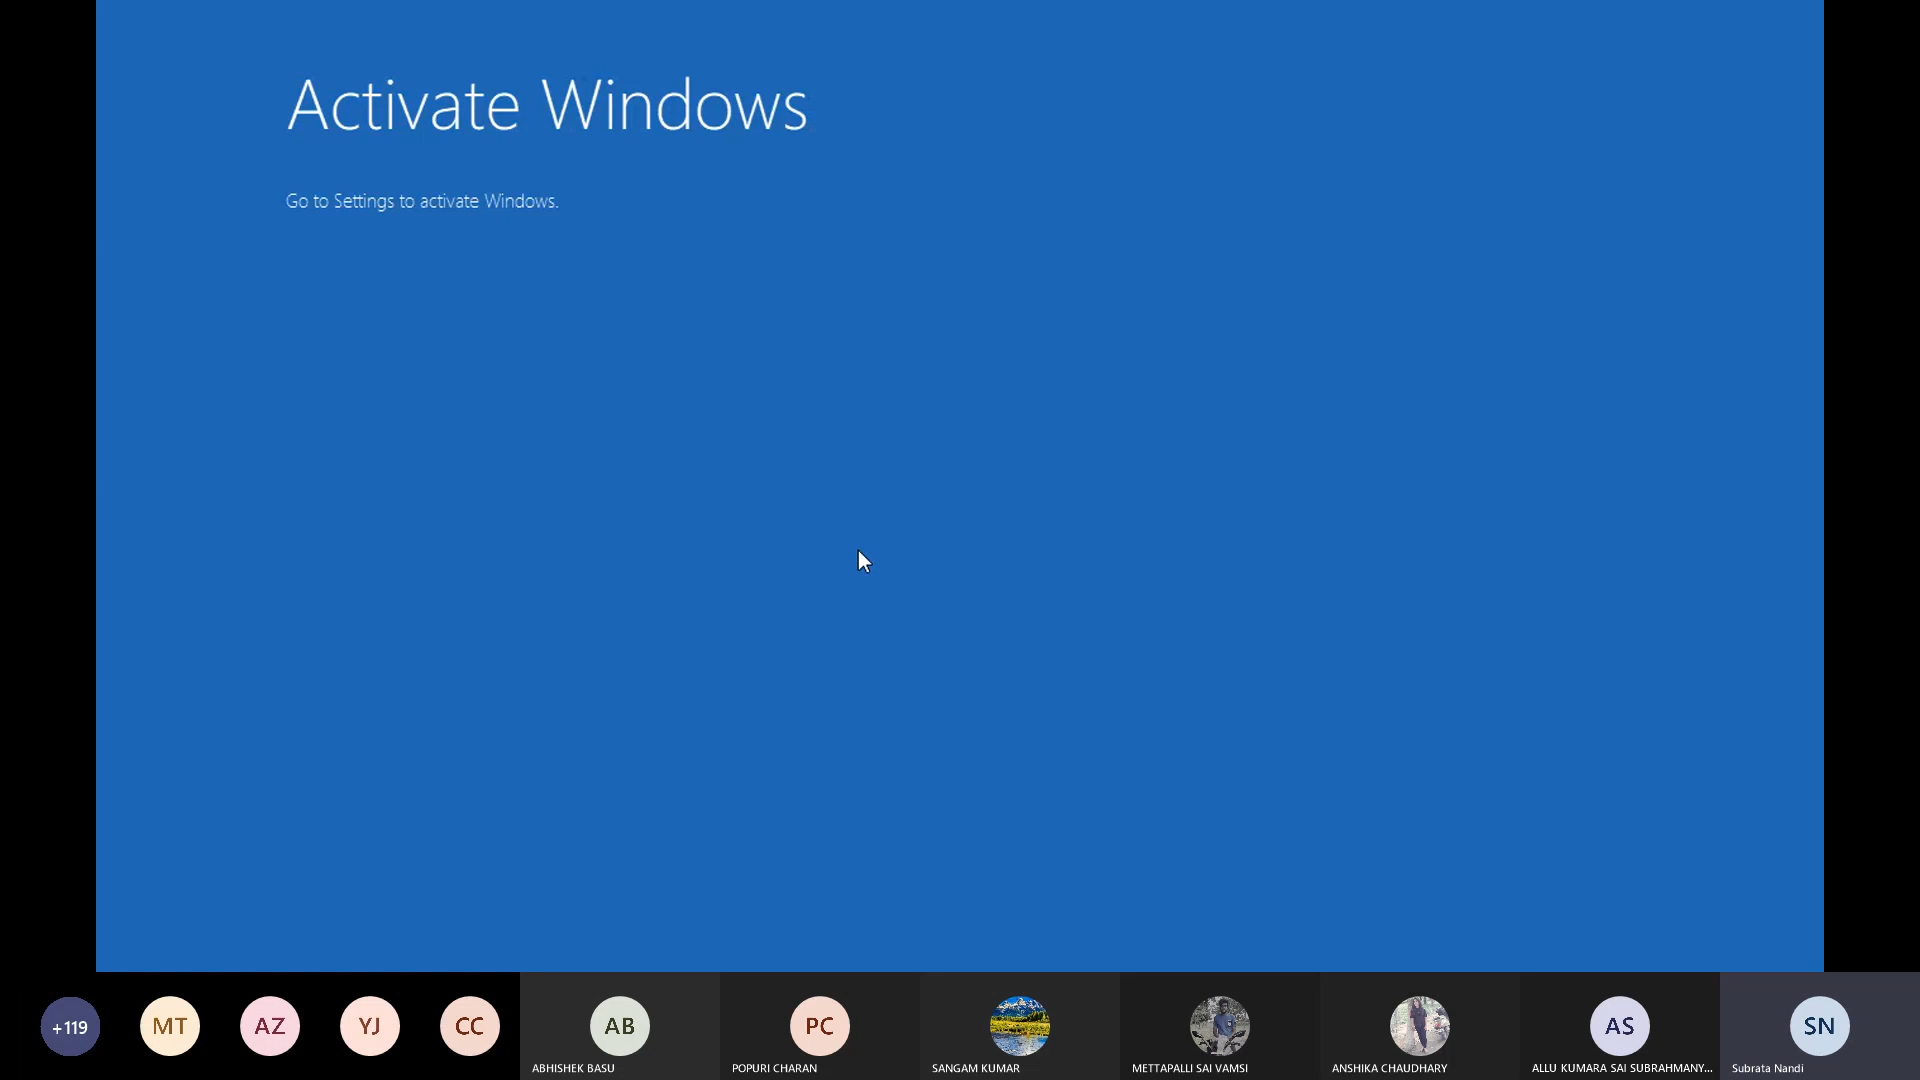 Activate Windows
Go to Settings to activate Windows.
+119
MT
AZ
YJ
CC
AB
PC
AS
SN
ABHISHEK BASU
POPURI CHARAN
SANGAM KUMAR
METTAPALLI SAI VAMSI
ANSHIKA CHAUDHARY
ALLU KUMARA SAI SUBRAHMANY...
Subrata Nandi